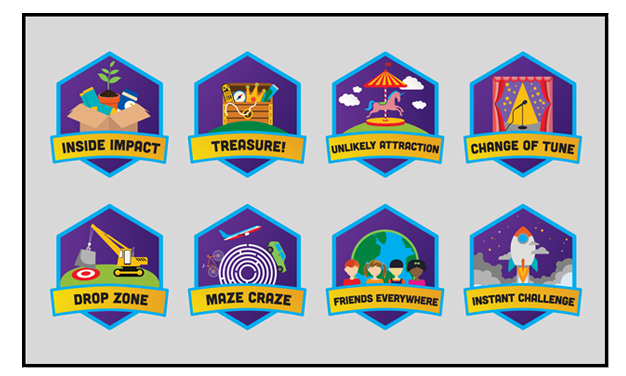 INSIDE IMPACT
TREASURE!
UNLIKELY ATTRACTION
CHANGE OF TUNE
DROP ZONE
MAZE CRAZE
FRIENDS EVERYWHERE
INSTANT CHALLENGE